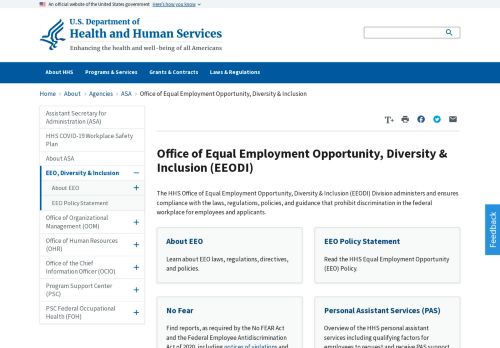 An official website of the United States government Here's how you know
U.S. Department of
Health and Human Services
Enhancing the health and well-being of all Americans
About HHS Programs & Services Grants & Contracts Laws & Regulations
Home › About › Agencies › ASA › Office of Equal Employment Opportunity, Diversity & Inclusion
Assistant Secretary for
Administration (ASA)
HHS COVID-19 Workplace Safety
Plan
About ASA
EEO, Diversity & Inclusion
About EEO
EEO Policy Statement
Office of Organizational
Management (OOM)
Office of Human Resources
(OHR)
Office of the Chief
Information Officer (OCIO)
Program Support Center
(PSC)
PSC Federal Occupational
Health (FOH)
T+
Office of Equal Employment Opportunity, Diversity &
Inclusion (EEODI)
The HHS Office of Equal Employment Opportunity, Diversity & Inclusion (EEODI) Division administers and ensures
compliance with the laws, regulations, policies, and guidance that prohibit discrimination in the federal
workplace for employees and applicants.
About EEO
Learn about EEO laws, regulations, directives,
and policies.
EEO Policy Statement
Read the HHS Equal Employment Opportunity
(EEO) Policy.
No Fear
Find reports, as required by the No FEAR Act
and the Federal Employee Antidiscrimination
Act of 2020, including notices of violations and
Personal Assistant Services (PAS)
Overview of the HHS personal assistant
services including qualifying factors for
employees to request and receive PAS support
Feedback